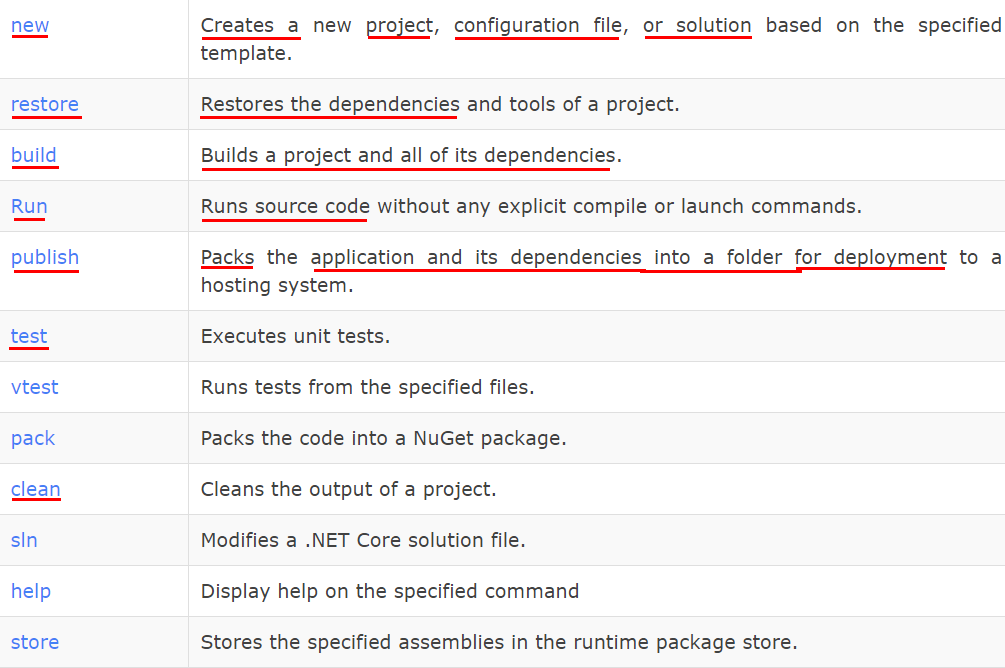 new
Creates a new project, configuration file, or solution based on the specified
template.
restore
Restores the dependencies and tools of a project.
build
Builds a project and all of its dependencies.
Run
Runs source code without any explicit compile or launch commands.
publish
Packs the application and its dependencies into a folder for deployment to a
hosting system.
test
Executes unit tests.
vtest
Runs tests from the specified files.
pack
Packs the code into a NuGet package.
clean
Cleans the output of a project.
sln
Modifies a .NET Core solution file.
help
Display help on the specified command
store
Stores the specified assemblies in the runtime package store.